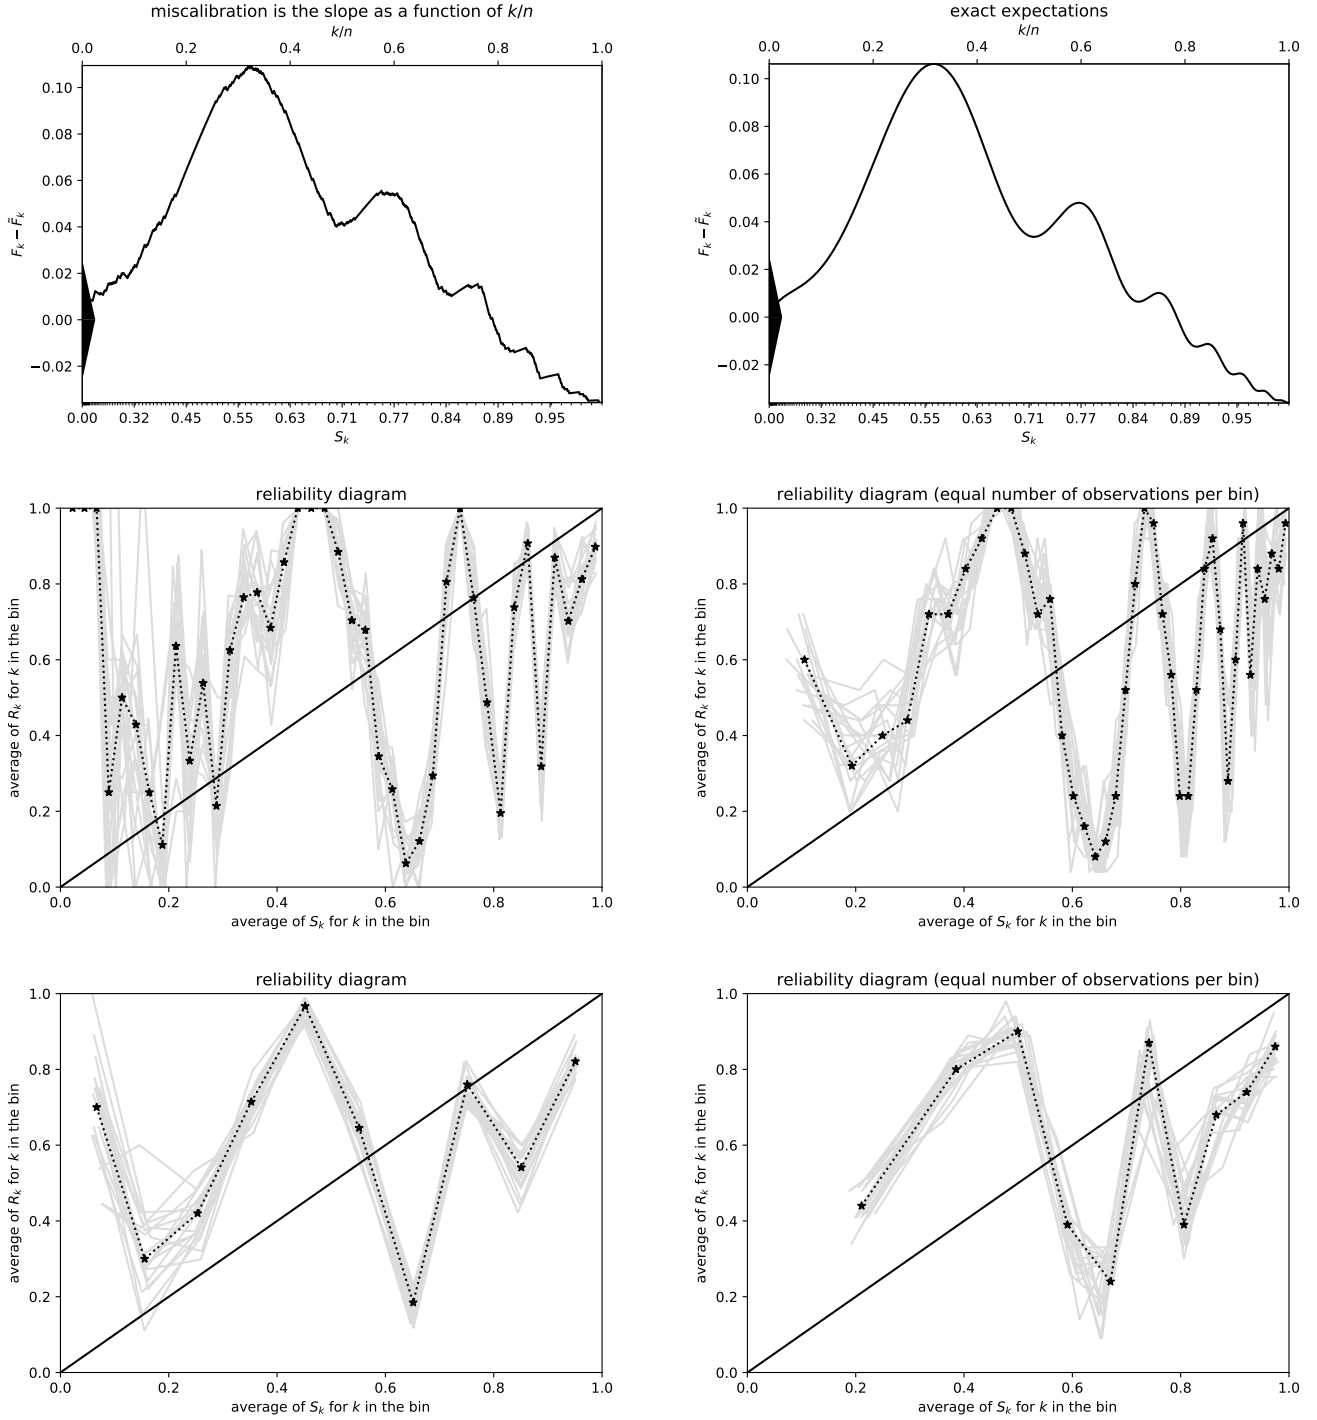 miscalibration is the slope as a function of k/n
k/n
0.0 0.2 0.4 0.6 0.8 1.0
0.10
0.08
0.06
0.04
0.02
0.00
−0.02
F_k − F̃_k
0.00 0.32 0.45 0.55 0.63 0.71 0.77 0.84 0.89 0.95
S_k
exact expectations
k/n
0.0 0.2 0.4 0.6 0.8 1.0
0.10
0.08
0.06
0.04
0.02
0.00
−0.02
F_k − F̃_k
0.00 0.32 0.45 0.55 0.63 0.71 0.77 0.84 0.89 0.95
S_k
reliability diagram
1.0
0.8
0.6
0.4
0.2
0.0
average of R_k for k in the bin
0.0 0.2 0.4 0.6 0.8 1.0
average of S_k for k in the bin
reliability diagram (equal number of observations per bin)
1.0
0.8
0.6
0.4
0.2
0.0
average of R_k for k in the bin
0.2 0.4 0.6 0.8 1.0
average of S_k for k in the bin
reliability diagram
1.0
0.8
0.6
0.4
0.2
0.0
average of R_k for k in the bin
0.0 0.2 0.4 0.6 0.8 1.0
average of S_k for k in the bin
reliability diagram (equal number of observations per bin)
1.0
0.8
0.6
0.4
0.2
0.0
average of R_k for k in the bin
0.2 0.4 0.6 0.8 1.0
average of S_k for k in the bin